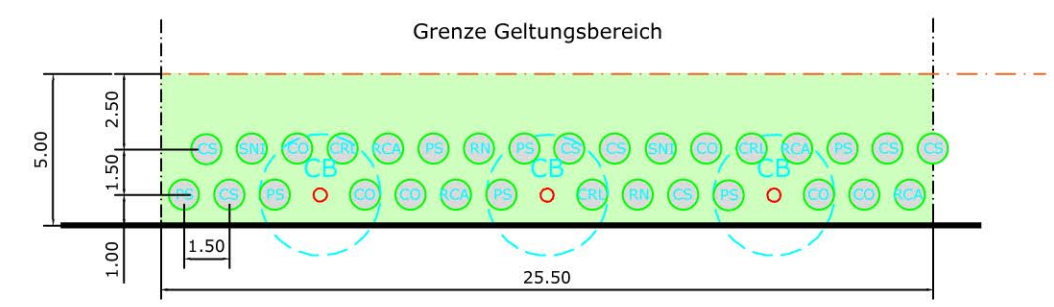 Grenze Geltungsbereich
5.00
2.50
1.50
1.00
CS SNI CO CRL RCA PS RN PS CS CS SNI CO CRL RCA PS CS CS
CB CB CB
PS CS PS CO CO RCA PS CRL RN CS PS CO CO RCA
1.50
25.50